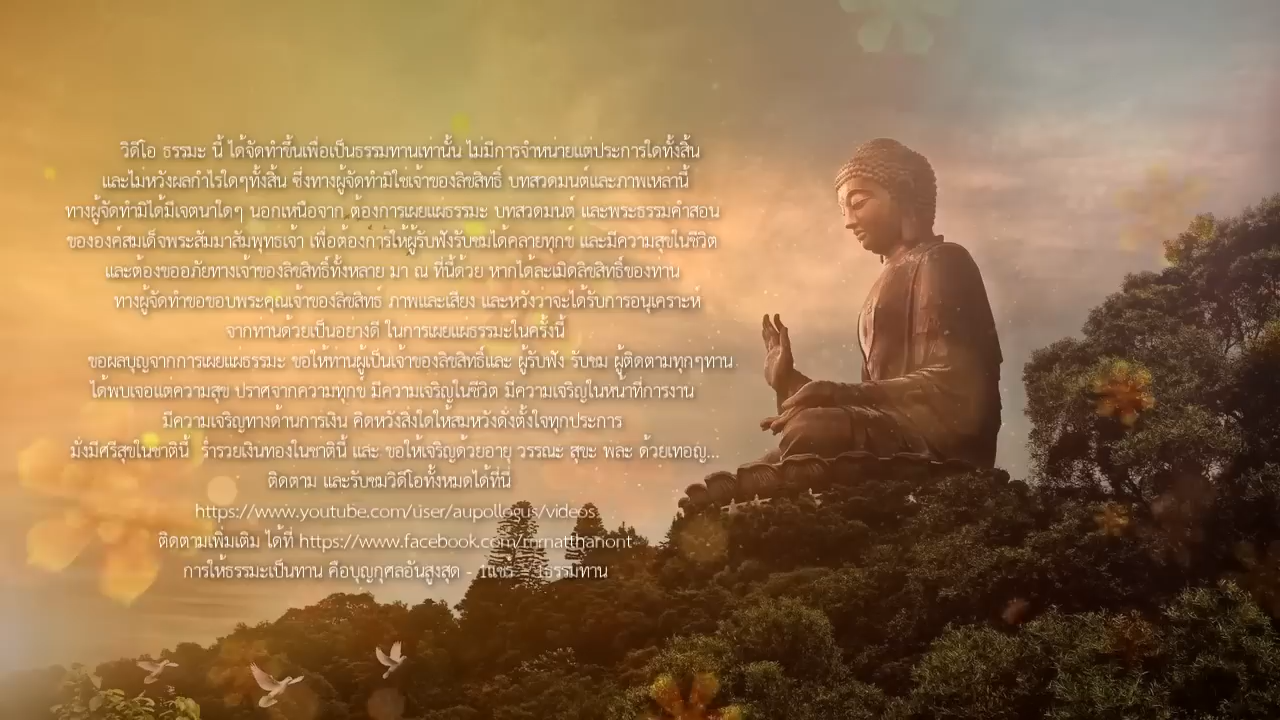 วิดีโอ ธรรมะ นี้ ได้จัดทำขึ้นเพื่อเป็นธรรมทานเท่านั้น ไม่มีการจำหน่ายแต่ประการใดทั้งสิ้น
และไม่หวังผลกำไรใดๆทั้งสิ้น ซึ่งทางผู้จัดทำมิใช่เจ้าของลิขสิทธิ์ บทสวดมนต์และภาพเหล่านี้
ทางผู้จัดทำมิได้มีเจตนาใดๆ นอกเหนือจาก ต้องการเผยแผ่ธรรมะ บทสวดมนต์ และพระธรรมคำสอน
ขององค์สมเด็จพระสัมมาสัมพุทธเจ้า เพื่อต้องการให้ผู้รับฟังรับชมได้คลายทุกข์ และมีความสุขในชีวิต
และต้องขออภัยทางเจ้าของลิขสิทธิ์ทั้งหลาย มา ณ ที่นี้ด้วย หากได้ละเมิดลิขสิทธิ์ของท่าน
ทางผู้จัดทำขอขอบพระคุณเจ้าของลิขสิทธ์ ภาพและเสียง และหวังว่าจะได้รับการอนุเคราะห์
จากท่านด้วยเป็นอย่างดี ในการเผยแผ่ธรรมะในครั้งนี้
ขอผลบุญจากการเผยแผ่ธรรมะ ขอให้ท่านผู้เป็นเจ้าของลิขสิทธิ์และ ผู้รับฟัง รับชม ผู้ติดตามทุกๆท่าน
ได้พบเจอแต่ความสุข ปราศจากความทุกข์ มีความเจริญในชีวิต มีความเจริญในหน้าที่การงาน
มีความเจริญทางด้านการเงิน คิดหวังสิ่งใดให้สมหวังดั่งตั้งใจทุกประการ
มั่งมีศรีสุขในชาตินี้ ร่ำรวยเงินทองในชาตินี้ และ ขอให้เจริญด้วยอายุ วรรณะ สุขะ พละ ด้วยเทอญ...
ติดตาม และรับชมวิดีโอทั้งหมดได้ที่นี่
https://www.youtube.com/user/aupollogus/videos
ติดตามเพิ่มเติม ได้ที่ https://www.facebook.com/mrnatthanont
การให้ธรรมะเป็นทาน คือบุญกุศลอันสูงสุด - 1แชร์ = 1ธรรมทาน